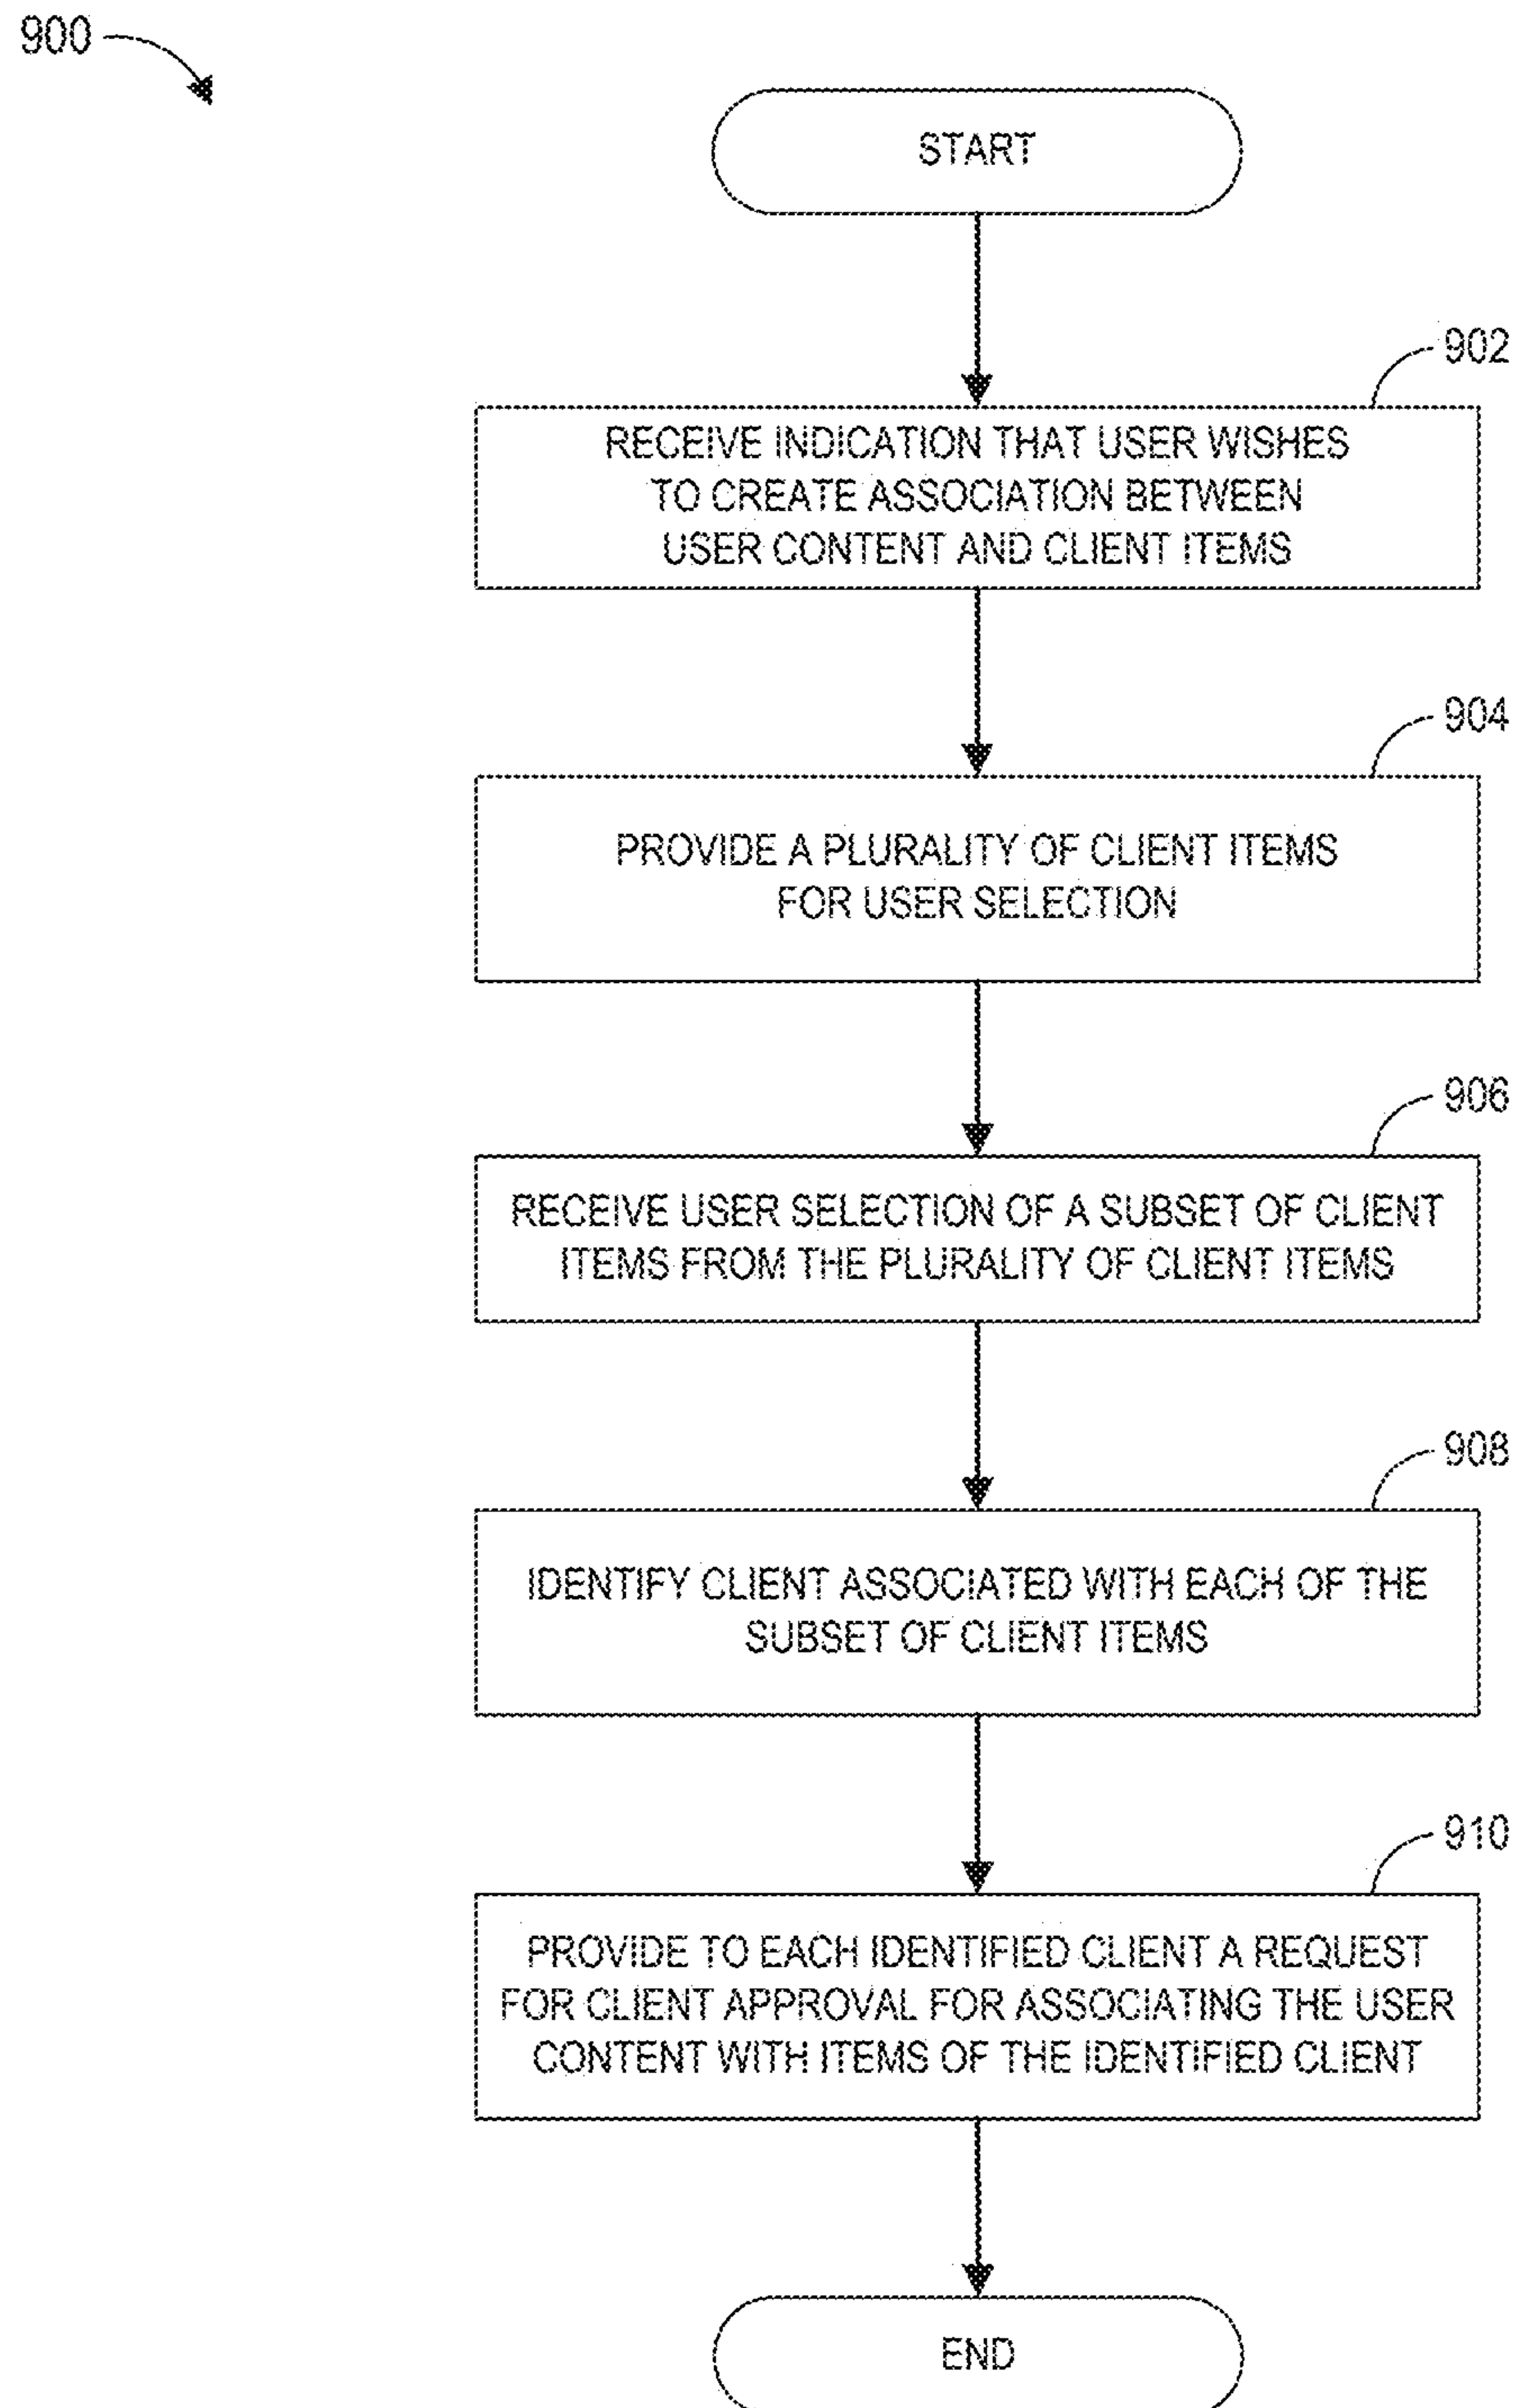 900
START
902
RECEIVE INDICATION THAT USER WISHES
TO CREATE ASSOCIATION BETWEEN
USER CONTENT AND CLIENT ITEMS
904
PROVIDE A PLURALITY OF CLIENT ITEMS
FOR USER SELECTION
906
RECEIVE USER SELECTION OF A SUBSET OF CLIENT
ITEMS FROM THE PLURALITY OF CLIENT ITEMS
908
IDENTIFY CLIENT ASSOCIATED WITH EACH OF THE
SUBSET OF CLIENT ITEMS
910
PROVIDE TO EACH IDENTIFIED CLIENT A REQUEST
FOR CLIENT APPROVAL FOR ASSOCIATING THE USER
CONTENT WITH ITEMS OF THE IDENTIFIED CLIENT
END